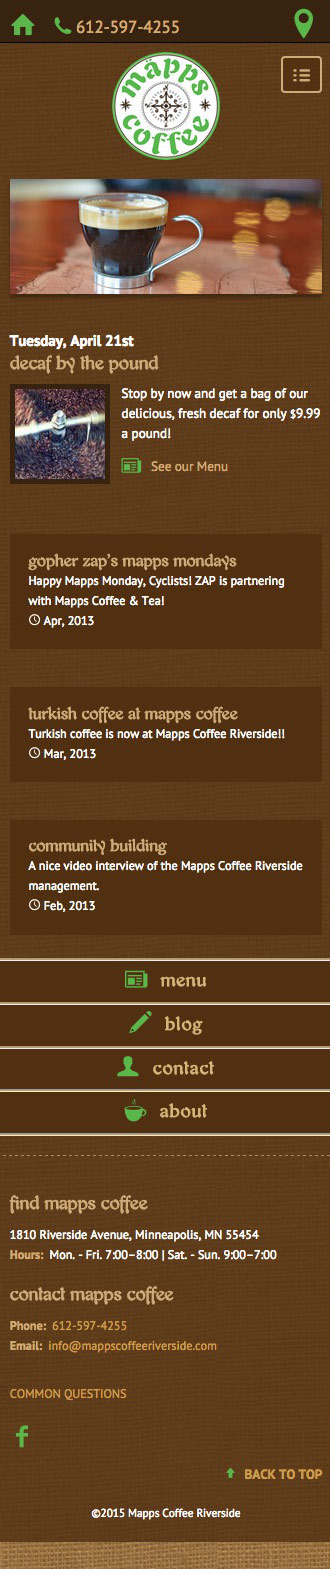 612-597-4255
mapps
coffee
Tuesday, April 21st
decaf by the pound
Stop by now and get a bag of our
delicious, fresh decaf for only $9.99
a pound!
See our Menu
gopher zap's mapps mondays
Happy Mapps Monday, Cyclists! ZAP is partnering
with Mapps Coffee & Tea!
Apr, 2013
turkish coffee at mapps coffee
Turkish coffee is now at Mapps Coffee Riverside!!
Mar, 2013
community building
A nice video interview of the Mapps Coffee Riverside
management.
Feb, 2013
menu
blog
contact
about
find mapps coffee
1810 Riverside Avenue, Minneapolis, MN 55454
Hours: Mon. - Fri. 7:00–8:00 | Sat. - Sun. 9:00–7:00
contact mapps coffee
Phone: 612-597-4255
Email: info@mappscoffeeriverside.com
COMMON QUESTIONS
BACK TO TOP
©2015 Mapps Coffee Riverside